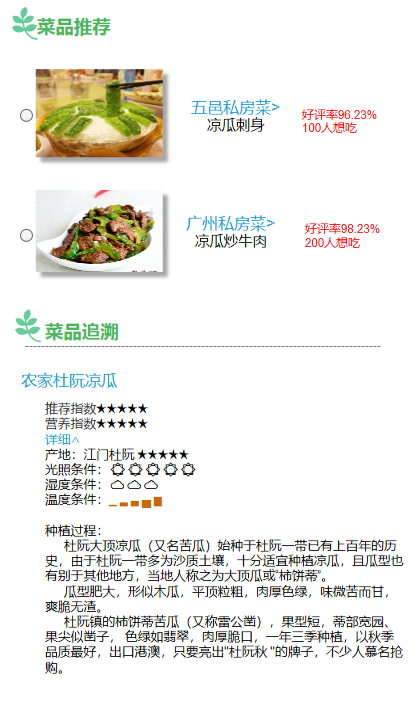 菜品推荐
五邑私房菜>
凉瓜刺身
好评率96.23%
100人想吃
广州私房菜>
凉瓜炒牛肉
好评率98.23%
200人想吃
菜品追溯
农家杜阮凉瓜
推荐指数★★★★★
营养指数★★★★★
详细^
产地：江门杜阮★★★★★
光照条件：
湿度条件：
温度条件：
种植过程：
杜阮大顶凉瓜（又名苦瓜）始种于杜阮一带已有上百年的历
史，由于杜阮一带多为沙质土壤，十分适宜种植凉瓜，且瓜型也
有别于其他地方，当地人称之为大顶瓜或"柿饼蒂"。
瓜型肥大，形似木瓜，平顶粒粗，肉厚色绿，味微苦而甘，
爽脆无渣。
杜阮镇的柿饼蒂苦瓜（又称雷公凿），果型短，蒂部宽园、
果尖似凿子， 色绿如翡翠，肉厚脆口，一年三季种植，以秋季
品质最好，出口港澳，只要亮出"杜阮秋 "的牌子，不少人慕名抢
购。